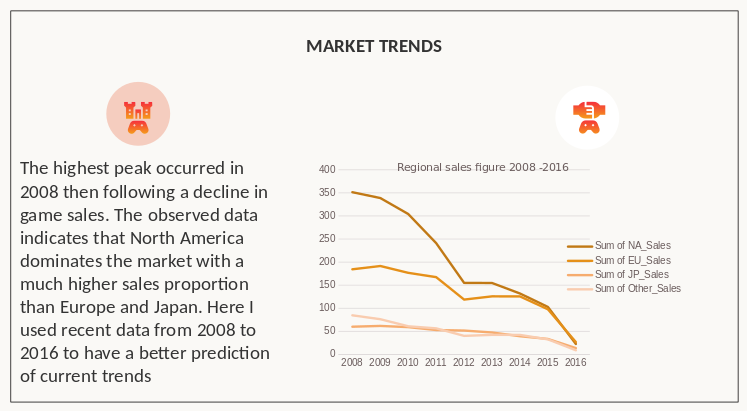 MARKET TRENDS
The highest peak occurred in
2008 then following a decline in
game sales. The observed data
indicates that North America
dominates the market with a
much higher sales proportion
than Europe and Japan. Here I
used recent data from 2008 to
2016 to have a better prediction
of current trends
Regional sales figure 2008 -2016
400
350
300
250
200
150
100
50
0
2008 2009 2010 2011 2012 2013 2014 2015 2016
Sum of NA_Sales
Sum of EU_Sales
Sum of JP_Sales
Sum of Other_Sales